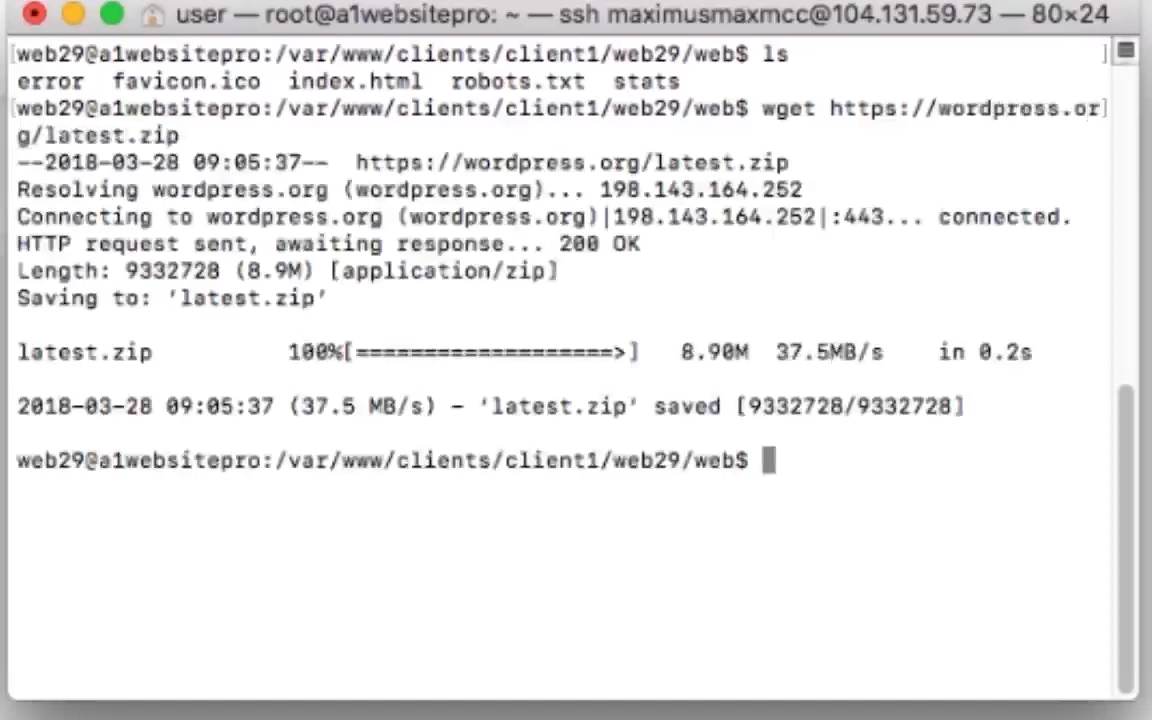 user — root@a1websitepro: ~ — ssh maximusmaxmcc@104.131.59.73 — 80×24
[web29@a1websitepro:/var/www/clients/client1/web29/web$ ls ]
error  favicon.ico  index.html  robots.txt  stats
[web29@a1websitepro:/var/www/clients/client1/web29/web$ wget https://wordpress.or]
g/latest.zip
--2018-03-28 09:05:37--  https://wordpress.org/latest.zip
Resolving wordpress.org (wordpress.org)... 198.143.164.252
Connecting to wordpress.org (wordpress.org)|198.143.164.252|:443... connected.
HTTP request sent, awaiting response... 200 OK
Length: 9332728 (8.9M) [application/zip]
Saving to: ‘latest.zip’
latest.zip          100%[===================>]   8.90M  37.5MB/s    in 0.2s
2018-03-28 09:05:37 (37.5 MB/s) - ‘latest.zip’ saved [9332728/9332728]
web29@a1websitepro:/var/www/clients/client1/web29/web$